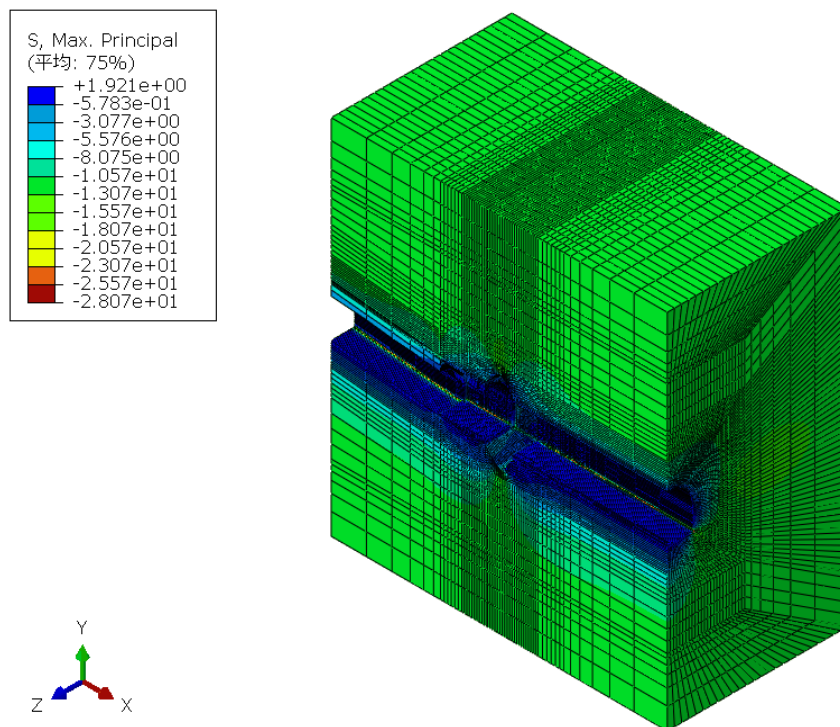 S, Max. Principal
(平均: 75%)
+1.921e+00
-5.783e-01
-3.077e+00
-5.576e+00
-8.075e+00
-1.057e+01
-1.307e+01
-1.557e+01
-1.807e+01
-2.057e+01
-2.307e+01
-2.557e+01
-2.807e+01
Y
Z
X